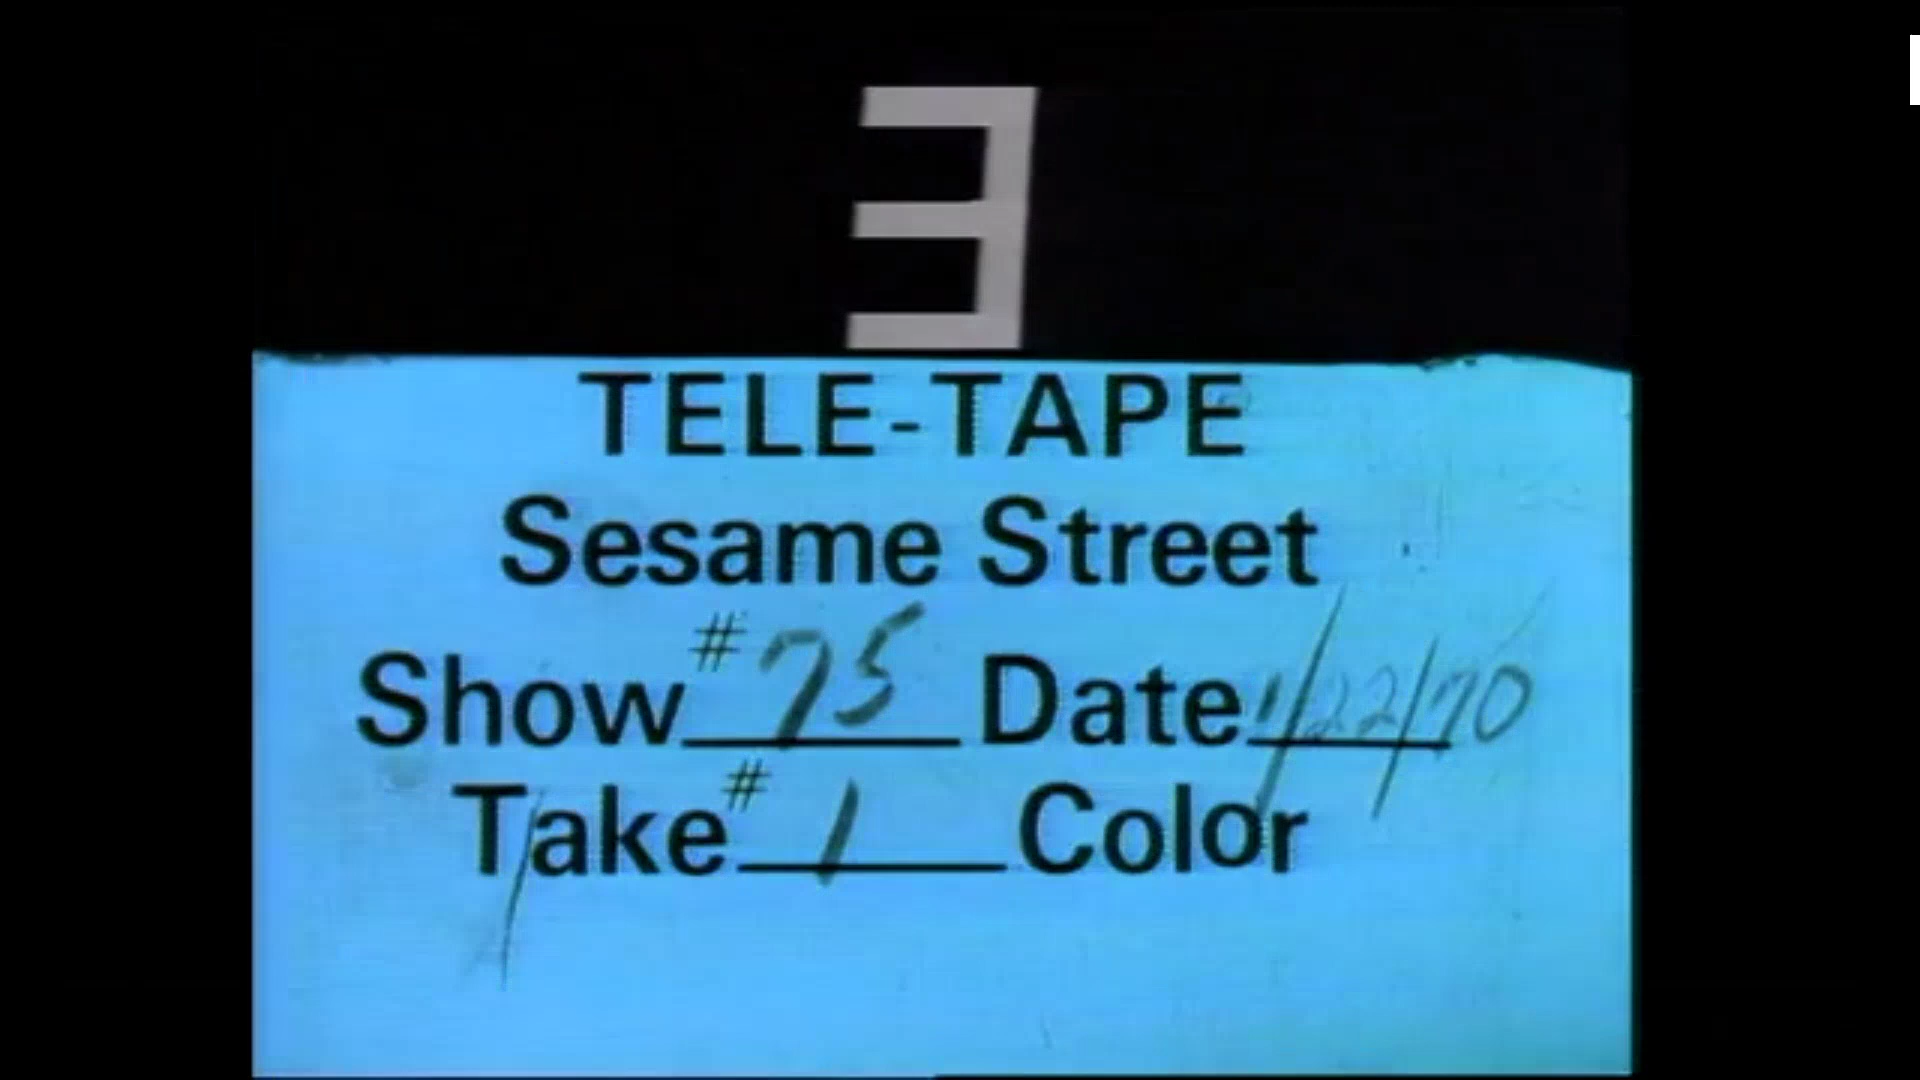 3
TELE-TAPE
Sesame Street
Show #75 Date 1/22/70
Take #1 Color